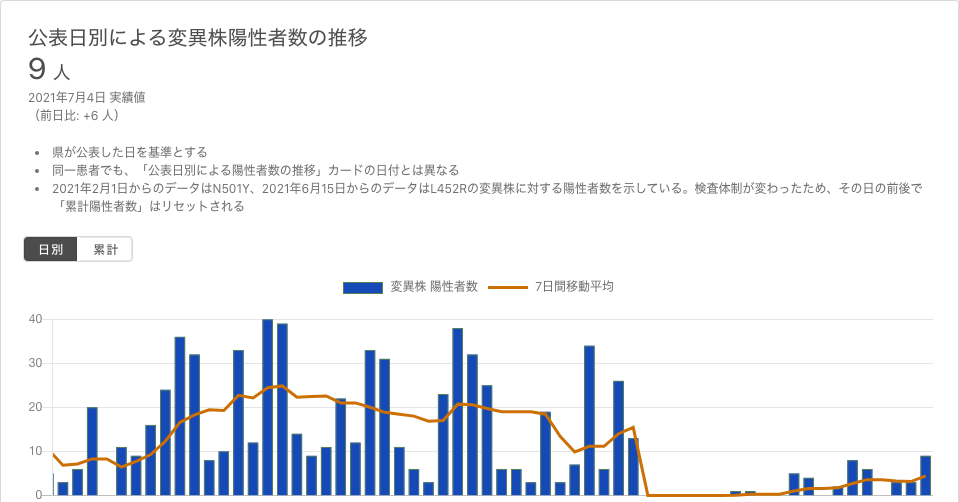 公表日別による変異株陽性者数の推移
9 人
2021年7月4日 実績値
（前日比: +6 人）
• 県が公表した日を基準とする
• 同一患者でも、「公表日別による陽性者数の推移」カードの日付とは異なる
• 2021年2月1日からのデータはN501Y、2021年6月15日からのデータはL452Rの変異株に対する陽性者数を示している。検査体制が変わったため、その日の前後で
「累計陽性者数」はリセットされる
日別 累計
変異株 陽性者数 7日間移動平均
40
30
20
10
0